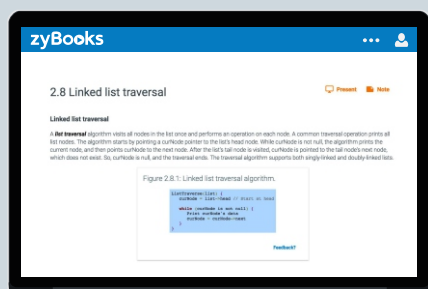 zyBooks
2.8 Linked list traversal
Present
Note
Linked list traversal
A list traversal algorithm visits all nodes in the list once and performs an operation on each node. A common traversal operation prints all
list nodes. The algorithm starts by pointing a curNode pointer to the list's head node. While curNode is not null, the algorithm prints the
current node, and then points curNode to the next node. After the list's tail node is visited, curNode is pointed to the tail node's next node,
which does not exist. So, curNode is null, and the traversal ends. The traversal algorithm supports both singly-linked and doubly-linked lists.
Figure 2.8.1: Linked list traversal algorithm.
ListTraverse(list) {
curNode = list->head // Start at head
while (curNode is not null) {
Print curNode's data
curNode = curNode->next
}
}
Feedback?